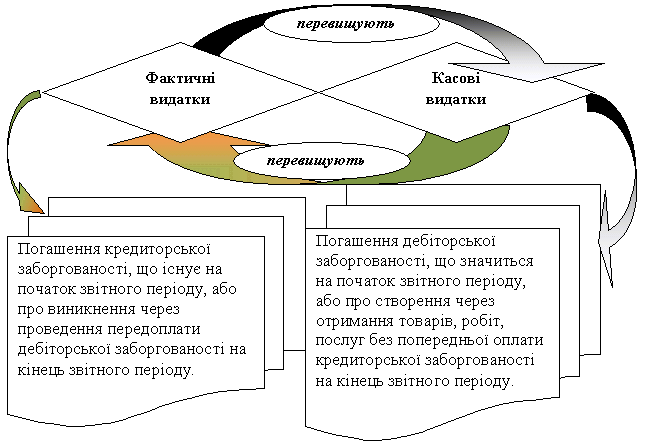 перевищують
Фактичні
видатки
Касові
видатки
перевищують
Погашення кредиторської
заборгованості, що існує на
початок звітного періоду, або
про виникнення через
проведення передоплати
дебіторської заборгованості на
кінець звітного періоду.
Погашення дебіторської
заборгованості, що значиться
на початок звітного періоду,
або про створення через
отримання товарів, робіт,
послуг без попередньої оплати
кредиторської заборгованості
на кінець звітного періоду.